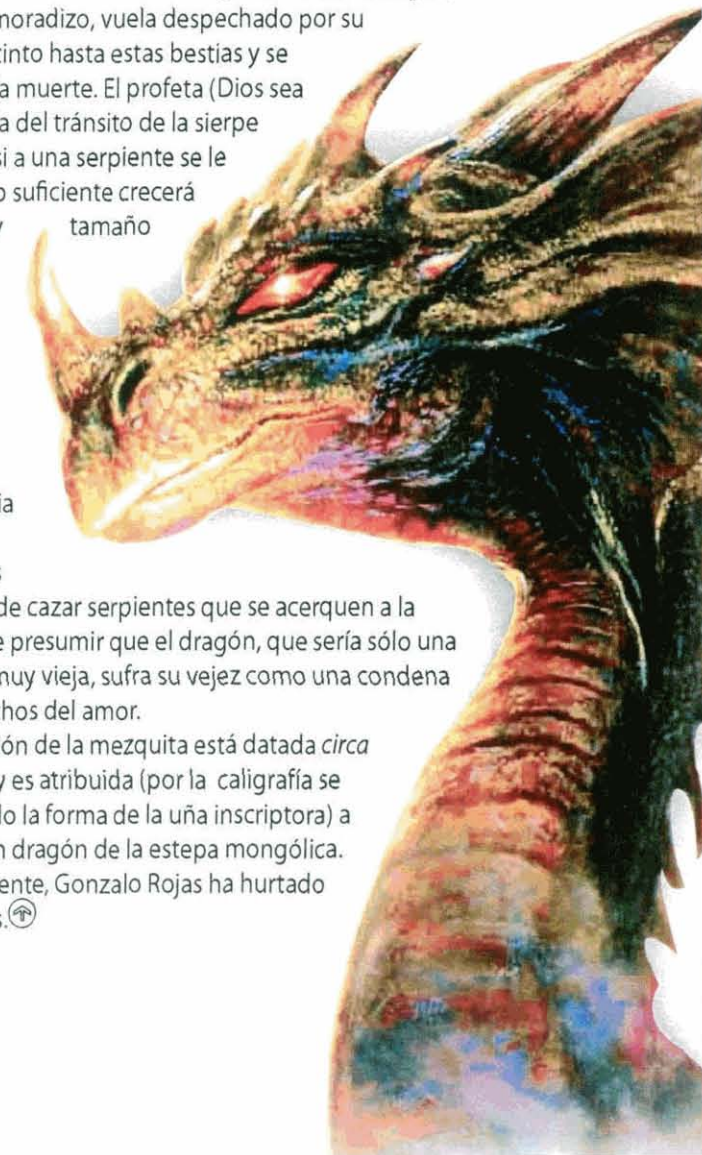 noradizo, vuela despechado por su
tinto hasta estas bestias y se
a muerte. El profeta (Dios sea
a del tránsito de la sierpe
si a una serpiente se le
o suficiente crecerá
y tamaño
ia
de cazar serpientes que se acerquen a la
e presumir que el dragón, que sería sólo una
muy vieja, sufra su vejez como una condena
hos del amor.
ón de la mezquita está datada circa
y es atribuida (por la caligrafía se
lo la forma de la uña inscriptora) a
n dragón de la estepa mongólica.
ente, Gonzalo Rojas ha hurtado
s.